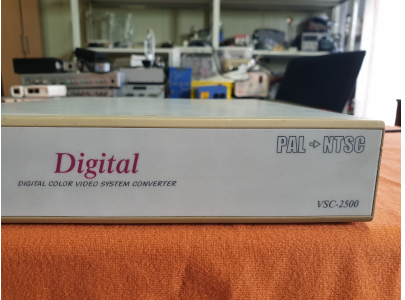 PAL ➩ NTSC
Digital
DIGITAL COLOR VIDEO SYSTEM CONVERTER
VSC-2500